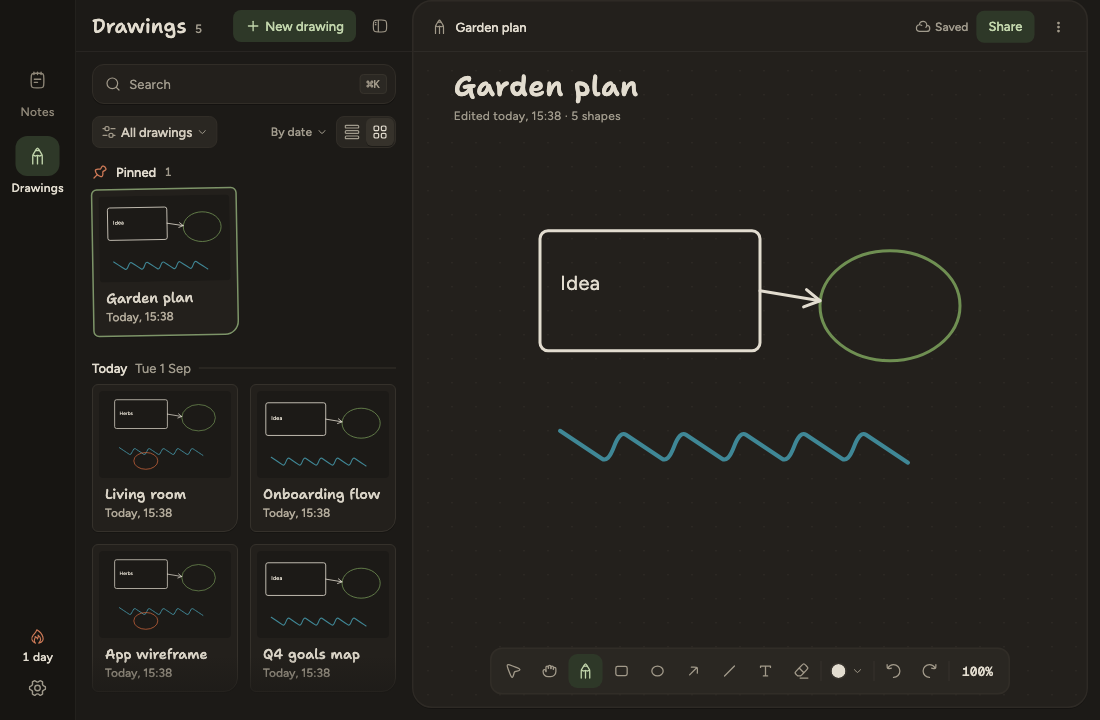 Drawings 5
New drawing
Garden plan
Saved
Share
Search
⌘K
Notes
Drawings
All drawings
By date
Pinned 1
Idea
Garden plan
Today, 15:38
Today Tue 1 Sep
Herbs
Living room
Today, 15:38
Idea
Onboarding flow
Today, 15:38
Herbs
App wireframe
Today, 15:38
Idea
Q4 goals map
Today, 15:38
1 day
Garden plan
Edited today, 15:38 · 5 shapes
Idea
100%